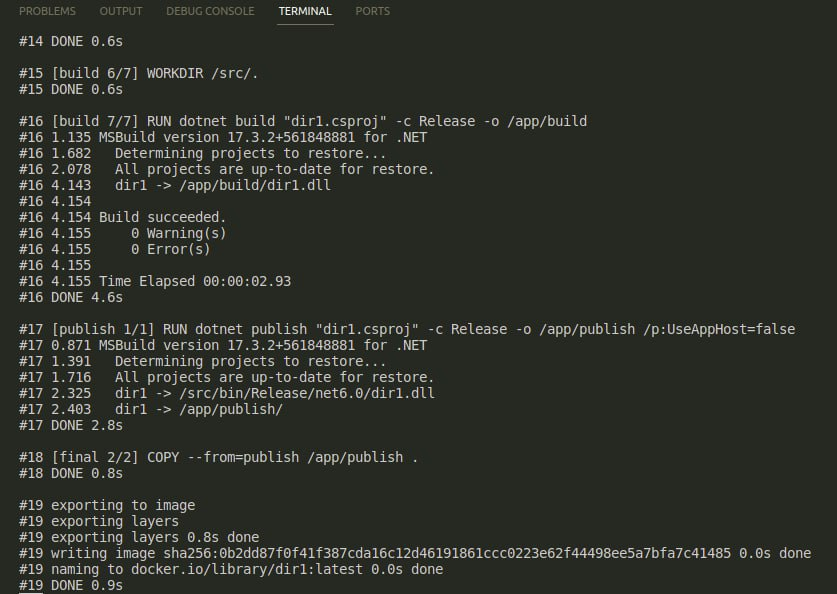 PROBLEMS OUTPUT DEBUG CONSOLE TERMINAL PORTS
#14 DONE 0.6s
#15 [build 6/7] WORKDIR /src/.
#15 DONE 0.6s
#16 [build 7/7] RUN dotnet build "dir1.csproj" -c Release -o /app/build
#16 1.135 MSBuild version 17.3.2+561848881 for .NET
#16 1.682   Determining projects to restore...
#16 2.078   All projects are up-to-date for restore.
#16 4.143   dir1 -> /app/build/dir1.dll
#16 4.154
#16 4.154 Build succeeded.
#16 4.155     0 Warning(s)
#16 4.155     0 Error(s)
#16 4.155
#16 4.155 Time Elapsed 00:00:02.93
#16 DONE 4.6s
#17 [publish 1/1] RUN dotnet publish "dir1.csproj" -c Release -o /app/publish /p:UseAppHost=false
#17 0.871 MSBuild version 17.3.2+561848881 for .NET
#17 1.391   Determining projects to restore...
#17 1.716   All projects are up-to-date for restore.
#17 2.325   dir1 -> /src/bin/Release/net6.0/dir1.dll
#17 2.403   dir1 -> /app/publish/
#17 DONE 2.8s
#18 [final 2/2] COPY --from=publish /app/publish .
#18 DONE 0.8s
#19 exporting to image
#19 exporting layers
#19 exporting layers 0.8s done
#19 writing image sha256:0b2dd87f0f41f387cda16c12d46191861ccc0223e62f44498ee5a7bfa7c41485 0.0s done
#19 naming to docker.io/library/dir1:latest 0.0s done
#19 DONE 0.9s